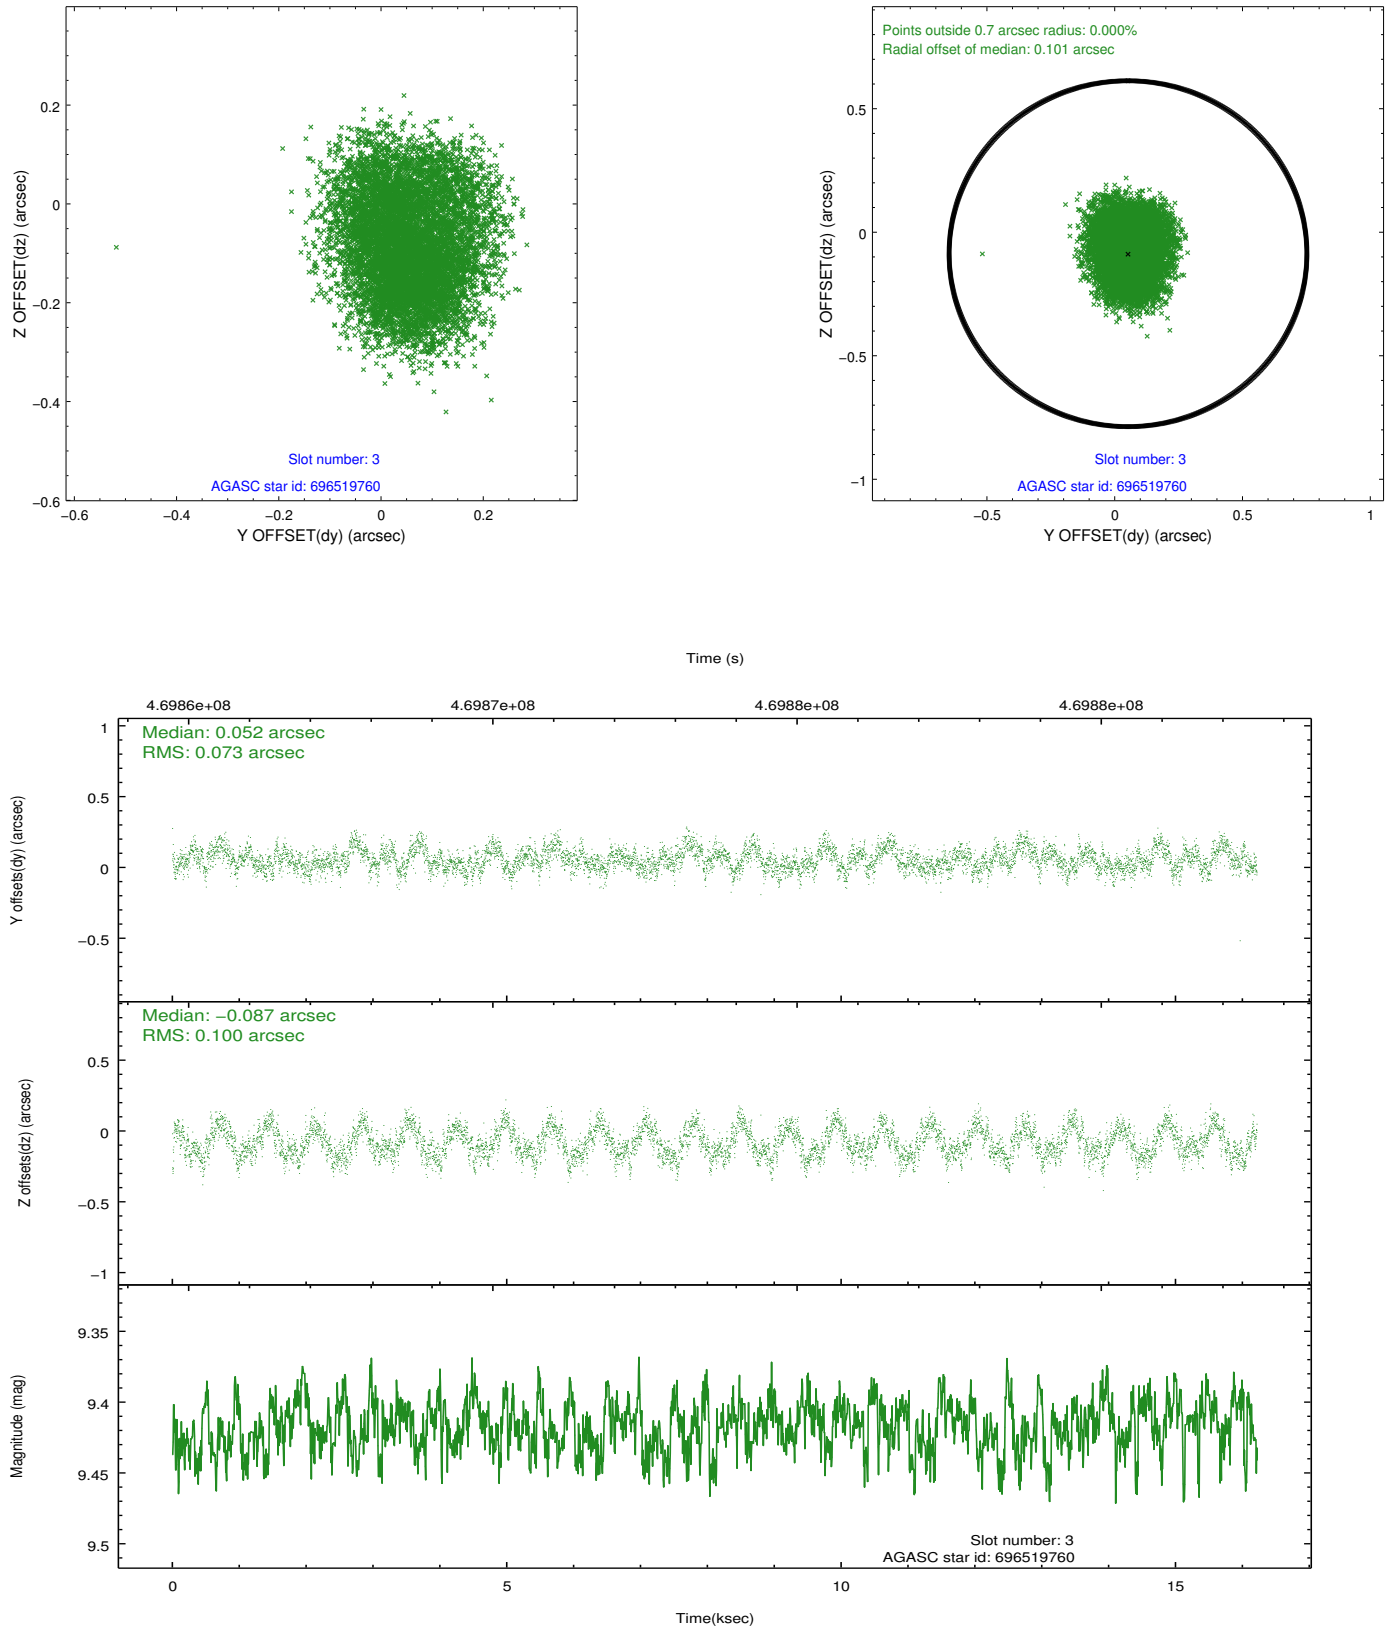 0.2
0
−0.2
−0.4
−0.6
Z OFFSET(dz) (arcsec)
Slot number: 3
AGASC star id: 696519760
−0.6
−0.4
−0.2
0
0.2
Y OFFSET(dy) (arcsec)
Points outside 0.7 arcsec radius: 0.000%
Radial offset of median: 0.101 arcsec
0.5
0
−0.5
−1
Z OFFSET(dz) (arcsec)
Slot number: 3
AGASC star id: 696519760
−0.5
0
0.5
1
Y OFFSET(dy) (arcsec)
Time (s)
4.6986e+08
4.6987e+08
4.6988e+08
4.6988e+08
Median: 0.052 arcsec
RMS: 0.073 arcsec
1
0.5
0
−0.5
Y offsets(dy) (arcsec)
Median: −0.087 arcsec
RMS: 0.100 arcsec
0.5
0
−0.5
−1
Z offsets(dz) (arcsec)
9.35
9.4
9.45
9.5
Magnitude (mag)
Slot number: 3
AGASC star id: 696519760
0
5
10
15
Time(ksec)